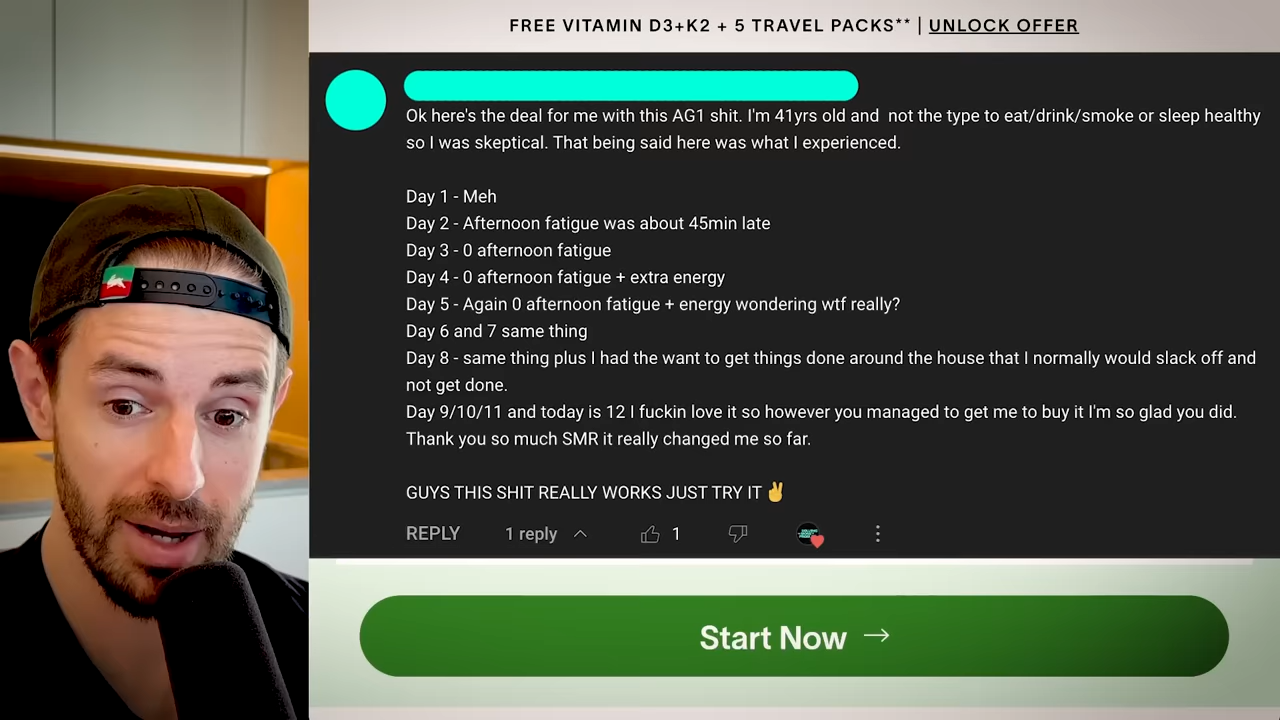 FREE VITAMIN D3+K2 + 5 TRAVEL PACKS** | UNLOCK OFFER
Ok here's the deal for me with this AG1 shit. I'm 41yrs old and  not the type to eat/drink/smoke or sleep healthy
so I was skeptical. That being said here was what I experienced.
Day 1 - Meh
Day 2 - Afternoon fatigue was about 45min late
Day 3 - 0 afternoon fatigue
Day 4 - 0 afternoon fatigue + extra energy
Day 5 - Again 0 afternoon fatigue + energy wondering wtf really?
Day 6 and 7 same thing
Day 8 - same thing plus I had the want to get things done around the house that I normally would slack off and
not get done.
Day 9/10/11 and today is 12 I fuckin love it so however you managed to get me to buy it I'm so glad you did.
Thank you so much SMR it really changed me so far.
GUYS THIS SHIT REALLY WORKS JUST TRY IT ✌️
REPLY 1 reply 1
Start Now →